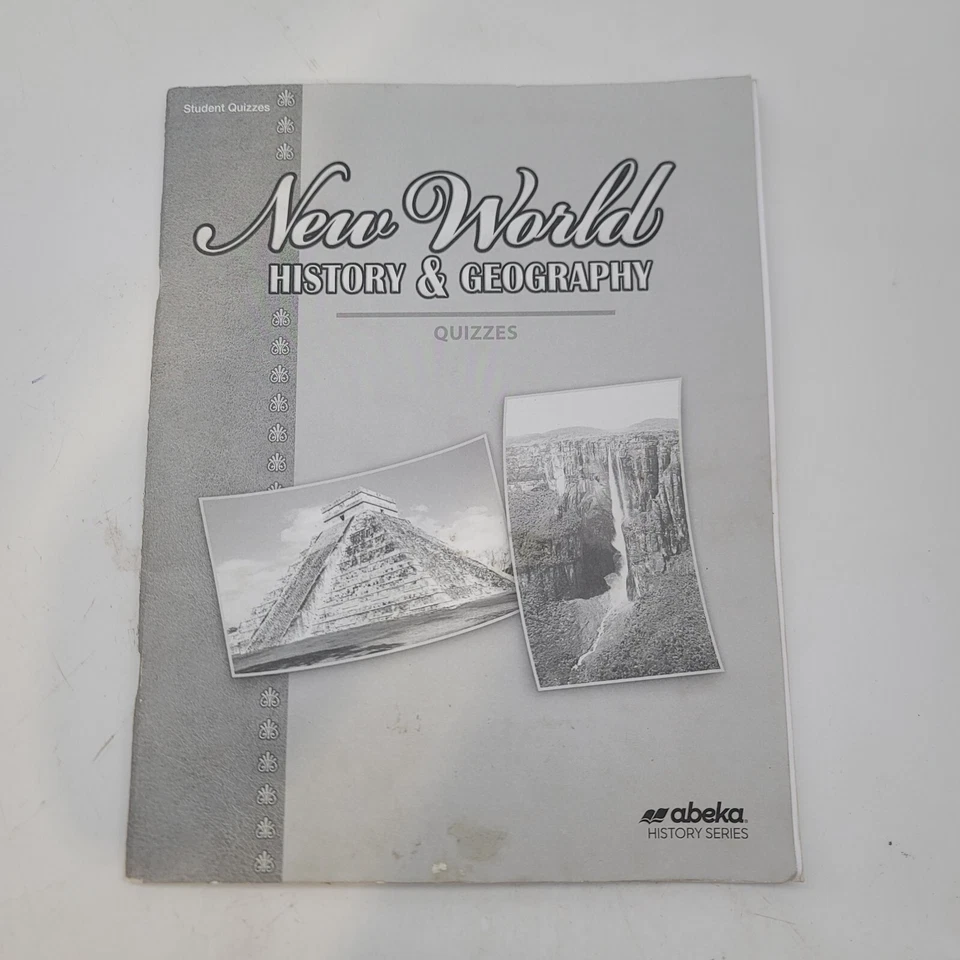 Student Quizzes
New World
HISTORY & GEOGRAPHY
QUIZZES
abeka®
HISTORY SERIES